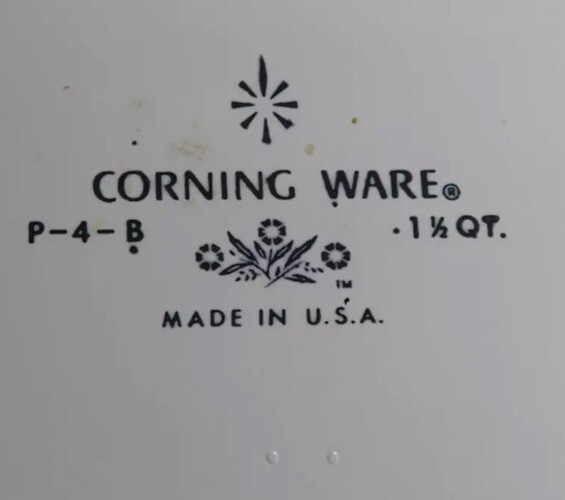 CORNING WARE®
P-4-B · 1½ QT.
TM
MADE IN U.S.A.